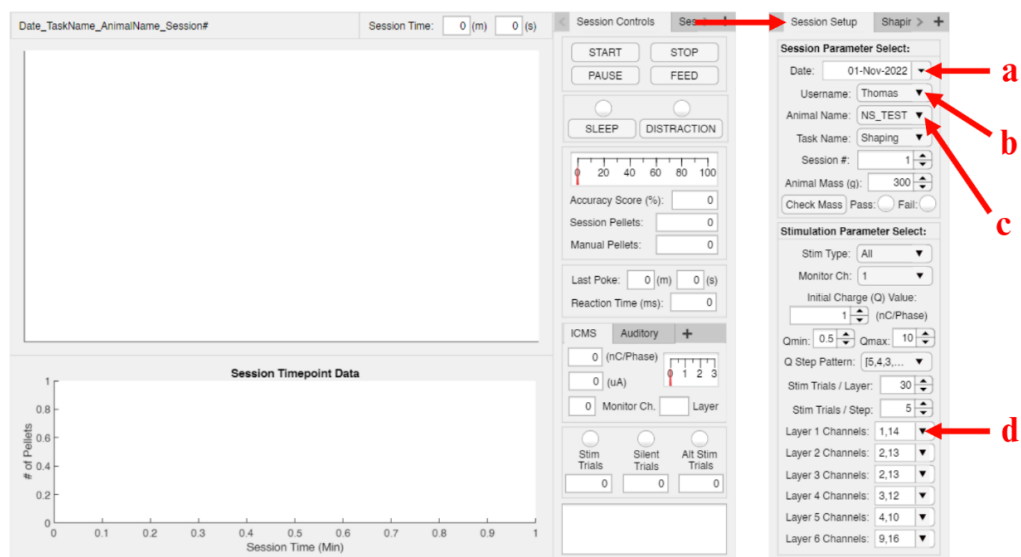 Date_TaskName_AnimalName_Session#
Session Time: 0 (m) 0 (s)
Session Timepoint Data
# of Pellets
1
0.8
0.6
0.4
0.2
0
0 0.1 0.2 0.3 0.4 0.5 0.6 0.7 0.8 0.9 1
Session Time (Min)
Session Controls
START STOP
PAUSE FEED
SLEEP DISTRACTION
0 20 40 60 80 100
Accuracy Score (%): 0
Session Pellets: 0
Manual Pellets: 0
Last Poke: 0 (m) 0 (s)
Reaction Time (ms): 0
ICMS Auditory +
0 (nC/Phase)
0 1 2 3
0 (uA)
0 Monitor Ch. Layer
Stim Trials Silent Trials Alt Stim Trials
0 0 0
Session Setup Shapir > +
Session Parameter Select:
Date: 01-Nov-2022
Username: Thomas
Animal Name: NS_TEST
Task Name: Shaping
Session #: 1
Animal Mass (g): 300
Check Mass Pass: Fail:
Stimulation Parameter Select:
Stim Type: All
Monitor Ch: 1
Initial Charge (Q) Value:
1 (nC/Phase)
Qmin: 0.5 Qmax: 10
Q Step Pattern: [5,4,3,...
Stim Trials / Layer: 30
Stim Trials / Step: 5
Layer 1 Channels: 1,14
Layer 2 Channels: 2,13
Layer 3 Channels: 2,13
Layer 4 Channels: 3,12
Layer 5 Channels: 4,10
Layer 6 Channels: 9,16
a
b
c
d